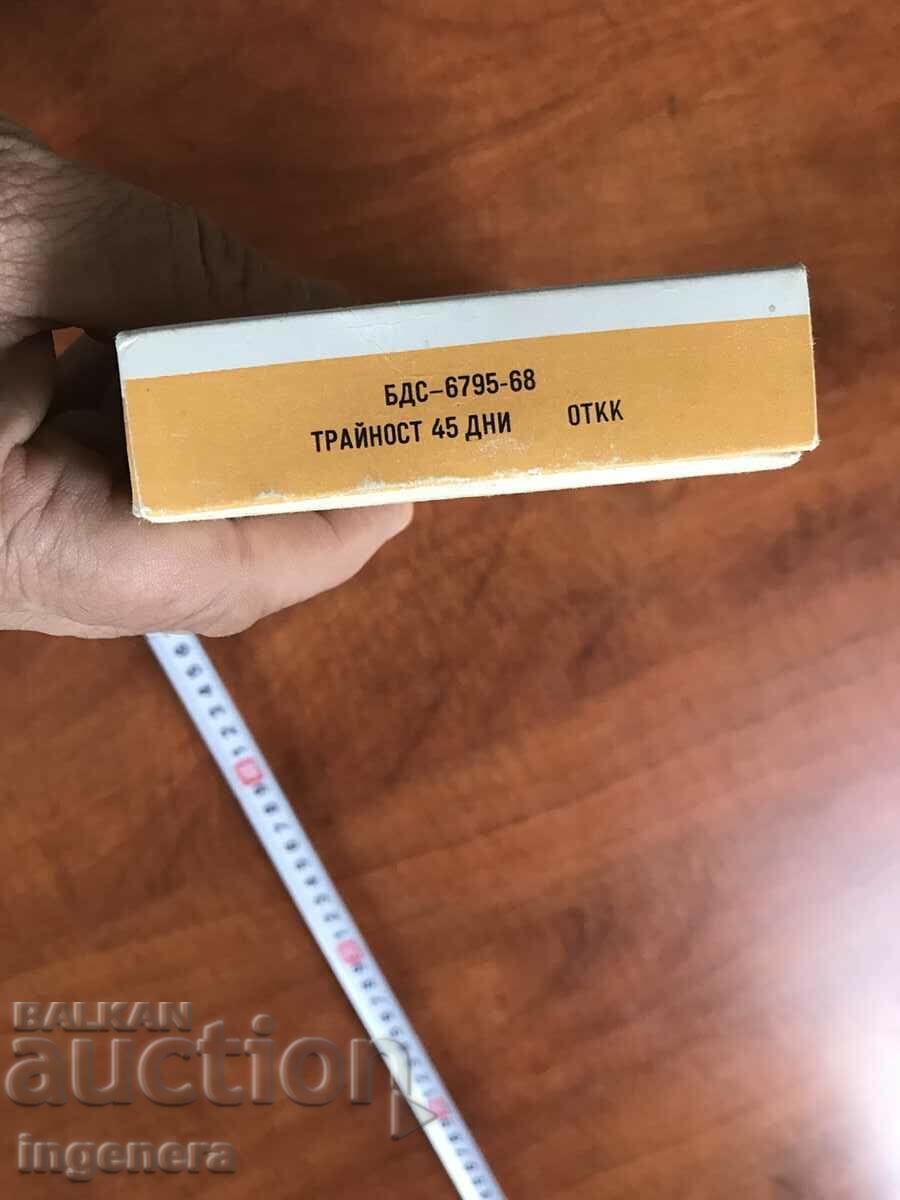 БДС-6795-68
ТРАЙНОСТ 45 ДНИ ОТКК
BALKAN
auction
ingenera